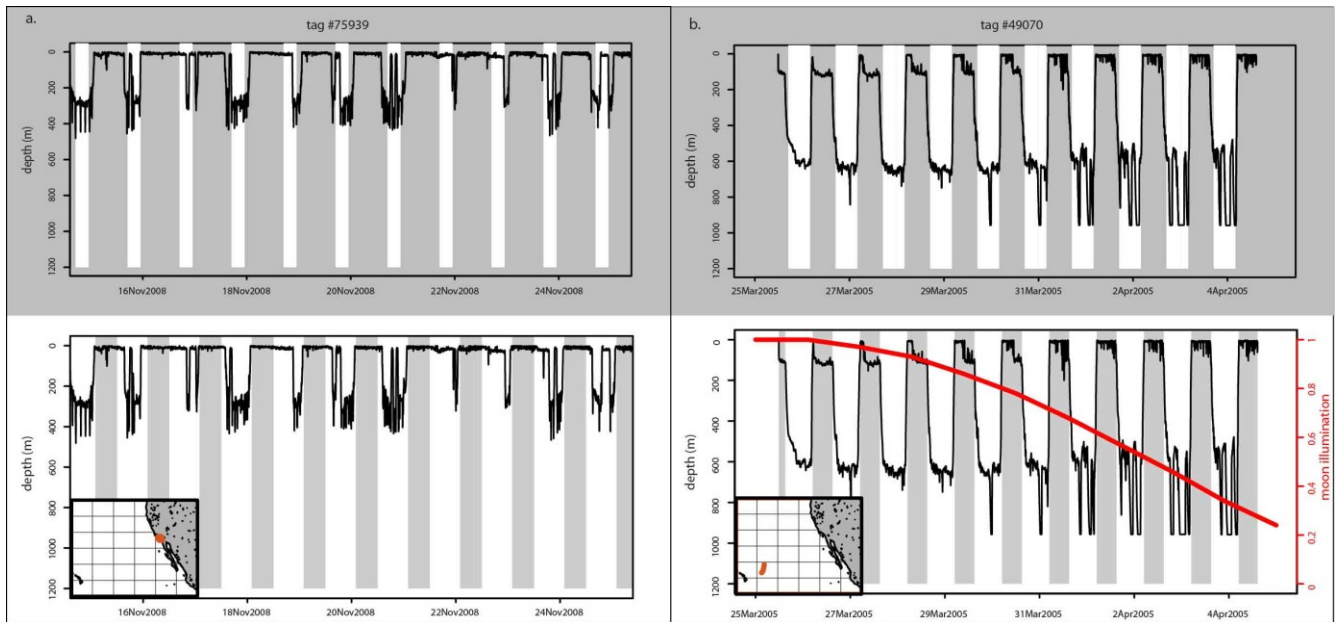 a.
tag #75939
0
200
400
600
800
1000
1200
depth (m)
16Nov2008 18Nov2008 20Nov2008 22Nov2008 24Nov2008
0
200
400
600
800
1000
1200
depth (m)
16Nov2008 18Nov2008 20Nov2008 22Nov2008 24Nov2008
b.
tag #49070
0
200
400
600
800
1000
1200
depth (m)
25Mar2005 27Mar2005 29Mar2005 31Mar2005 2Apr2005 4Apr2005
0
200
400
600
800
1000
1200
depth (m)
25Mar2005 27Mar2005 29Mar2005 31Mar2005 2Apr2005 4Apr2005
1
0.8
0.6
0.4
0.2
0
moon illumination